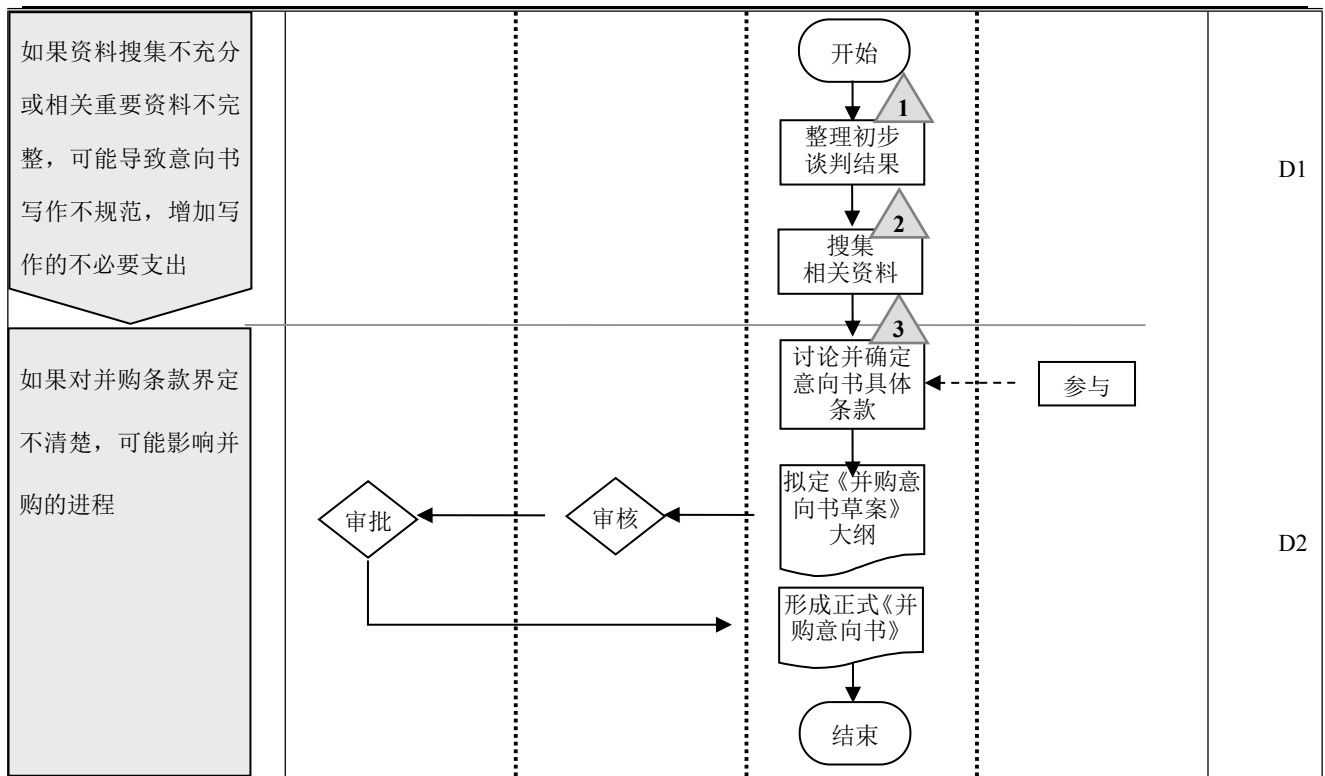 如果资料搜集不充分
或相关重要资料不完
整，可能导致意向书
写作不规范，增加写
作的不必要支出
如果对并购条款界定
不清楚，可能影响并
购的进程
开始
1
整理初步
谈判结果
2
搜集
相关资料
3
讨论并确定
意向书具体
条款
参与
拟定《并购意
向书草案》
大纲
审核
审批
形成正式《并
购意向书》
结束
D1
D2